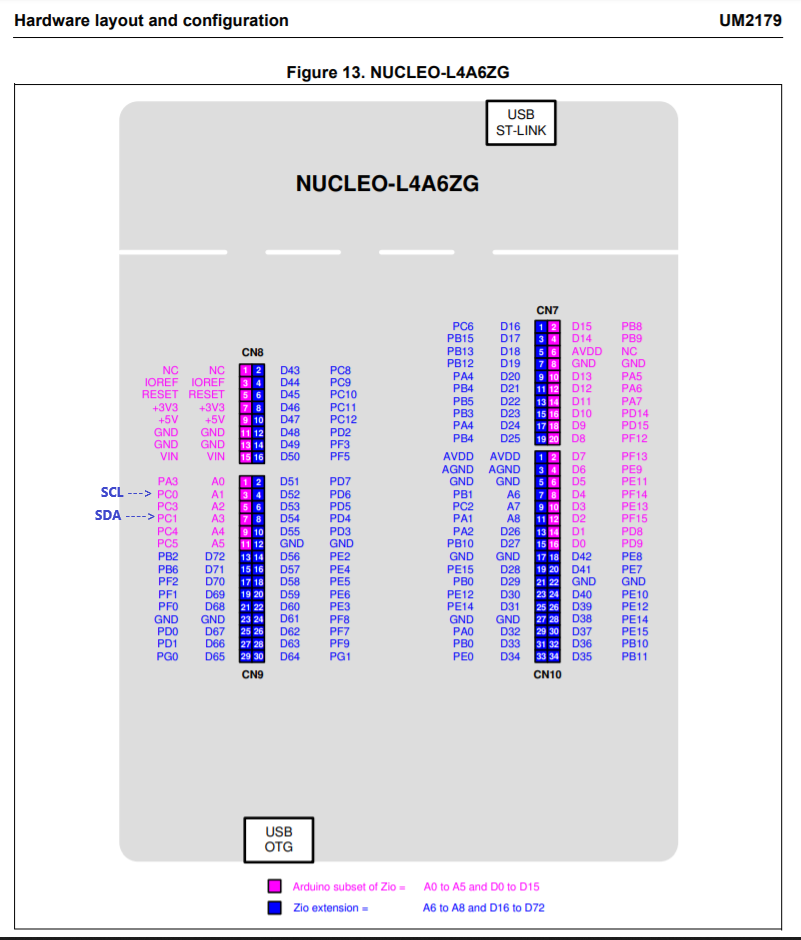 Hardware layout and configuration UM2179
Figure 13. NUCLEO-L4A6ZG
USB
ST-LINK
NUCLEO-L4A6ZG
CN8
NC NC 1 2 D43 PC8
IOREF IOREF 3 4 D44 PC9
RESET RESET 5 6 D45 PC10
+3V3 +3V3 7 8 D46 PC11
+5V +5V 9 10 D47 PC12
GND GND 11 12 D48 PD2
GND GND 13 14 D49 PF3
VIN VIN 15 16 D50 PF5
PA3 A0 1 2 D51 PD7
SCL ---> PC0 A1 3 4 D52 PD6
PC3 A2 5 6 D53 PD5
SDA ----> PC1 A3 7 8 D54 PD4
PC4 A4 9 10 D55 PD3
PC5 A5 11 12 GND GND
PB2 D72 13 14 D56 PE2
PB6 D71 15 16 D57 PE4
PF2 D70 17 18 D58 PE5
PF1 D69 19 20 D59 PE6
PF0 D68 21 22 D60 PE3
GND GND 23 24 D61 PF8
PD0 D67 25 26 D62 PF7
PD1 D66 27 28 D63 PF9
PG0 D65 29 30 D64 PG1
CN9
CN7
PC6 D16 1 2 D15 PB8
PB15 D17 3 4 D14 PB9
PB13 D18 5 6 AVDD NC
PB12 D19 7 8 GND GND
PA4 D20 9 10 D13 PA5
PB4 D21 11 12 D12 PA6
PB5 D22 13 14 D11 PA7
PB3 D23 15 16 D10 PD14
PA4 D24 17 18 D9 PD15
PB4 D25 19 20 D8 PF12
AVDD AVDD 1 2 D7 PF13
AGND AGND 3 4 D6 PE9
GND GND 5 6 D5 PE11
PB1 A6 7 8 D4 PF14
PC2 A7 9 10 D3 PE13
PA1 A8 11 12 D2 PF15
PA2 D26 13 14 D1 PD8
PB10 D27 15 16 D0 PD9
GND GND 17 18 D42 PE8
PE15 D28 19 20 D41 PE7
PB0 D29 21 22 GND GND
PE12 D30 23 24 D40 PE10
PE14 D31 25 26 D39 PE12
GND GND 27 28 D38 PE14
PA0 D32 29 30 D37 PE15
PB0 D33 31 32 D36 PB10
PE0 D34 33 34 D35 PB11
CN10
USB
OTG
Arduino subset of Zio = A0 to A5 and D0 to D15
Zio extension = A6 to A8 and D16 to D72